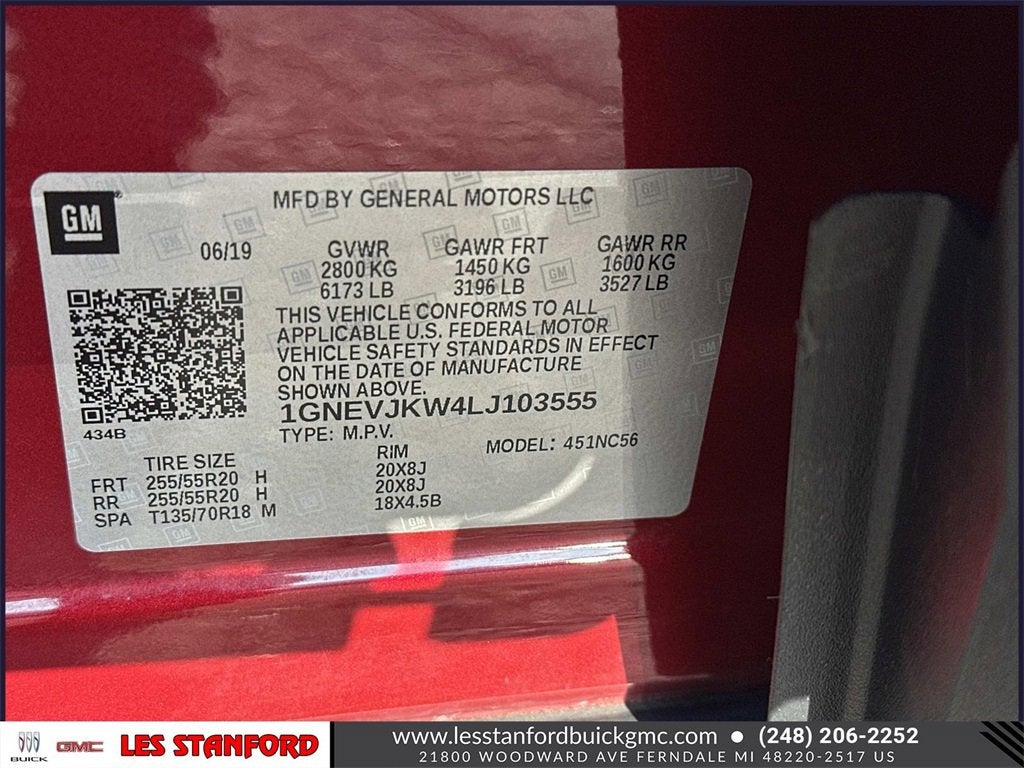 GM
MFD BY GENERAL MOTORS LLC
06/19 GVWR GAWR FRT GAWR RR
2800 KG 1450 KG 1600 KG
6173 LB 3196 LB 3527 LB
THIS VEHICLE CONFORMS TO ALL
APPLICABLE U.S. FEDERAL MOTOR
VEHICLE SAFETY STANDARDS IN EFFECT
ON THE DATE OF MANUFACTURE
SHOWN ABOVE.
1GNEVJKW4LJ103555
434B
TYPE: M.P.V. MODEL: 451NC56
TIRE SIZE RIM
FRT 255/55R20 H 20X8J
RR 255/55R20 H 20X8J
SPA T135/70R18 M 18X4.5B
BUICK GMC LES STANFORD
www.lesstanfordbuickgmc.com • (248) 206-2252
21800 WOODWARD AVE FERNDALE MI 48220-2517 US